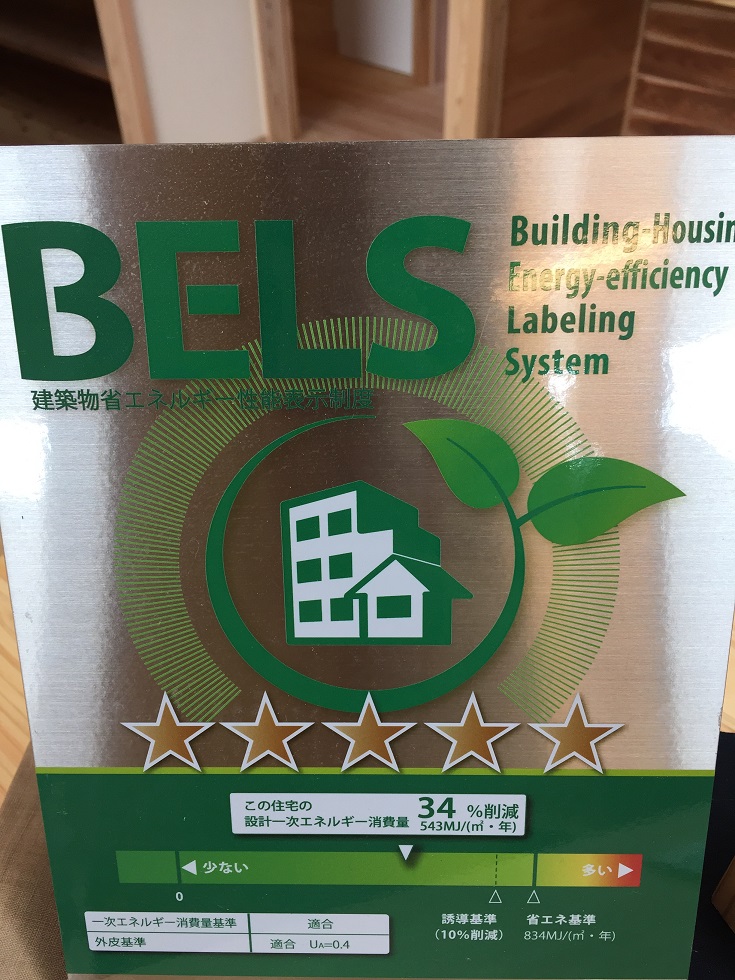 BELS
Building-Housin
Energy-efficiency
Labeling
System
建築物省エネルギー性能表示制度
この住宅の
設計一次エネルギー消費量
34 %削減
543MJ/(㎡・年)
少ない
多い
0
誘導基準
(10%削減)
省エネ基準
834MJ/(㎡・年)
一次エネルギー消費量基準 適合
外皮基準 適合 UA=0.4